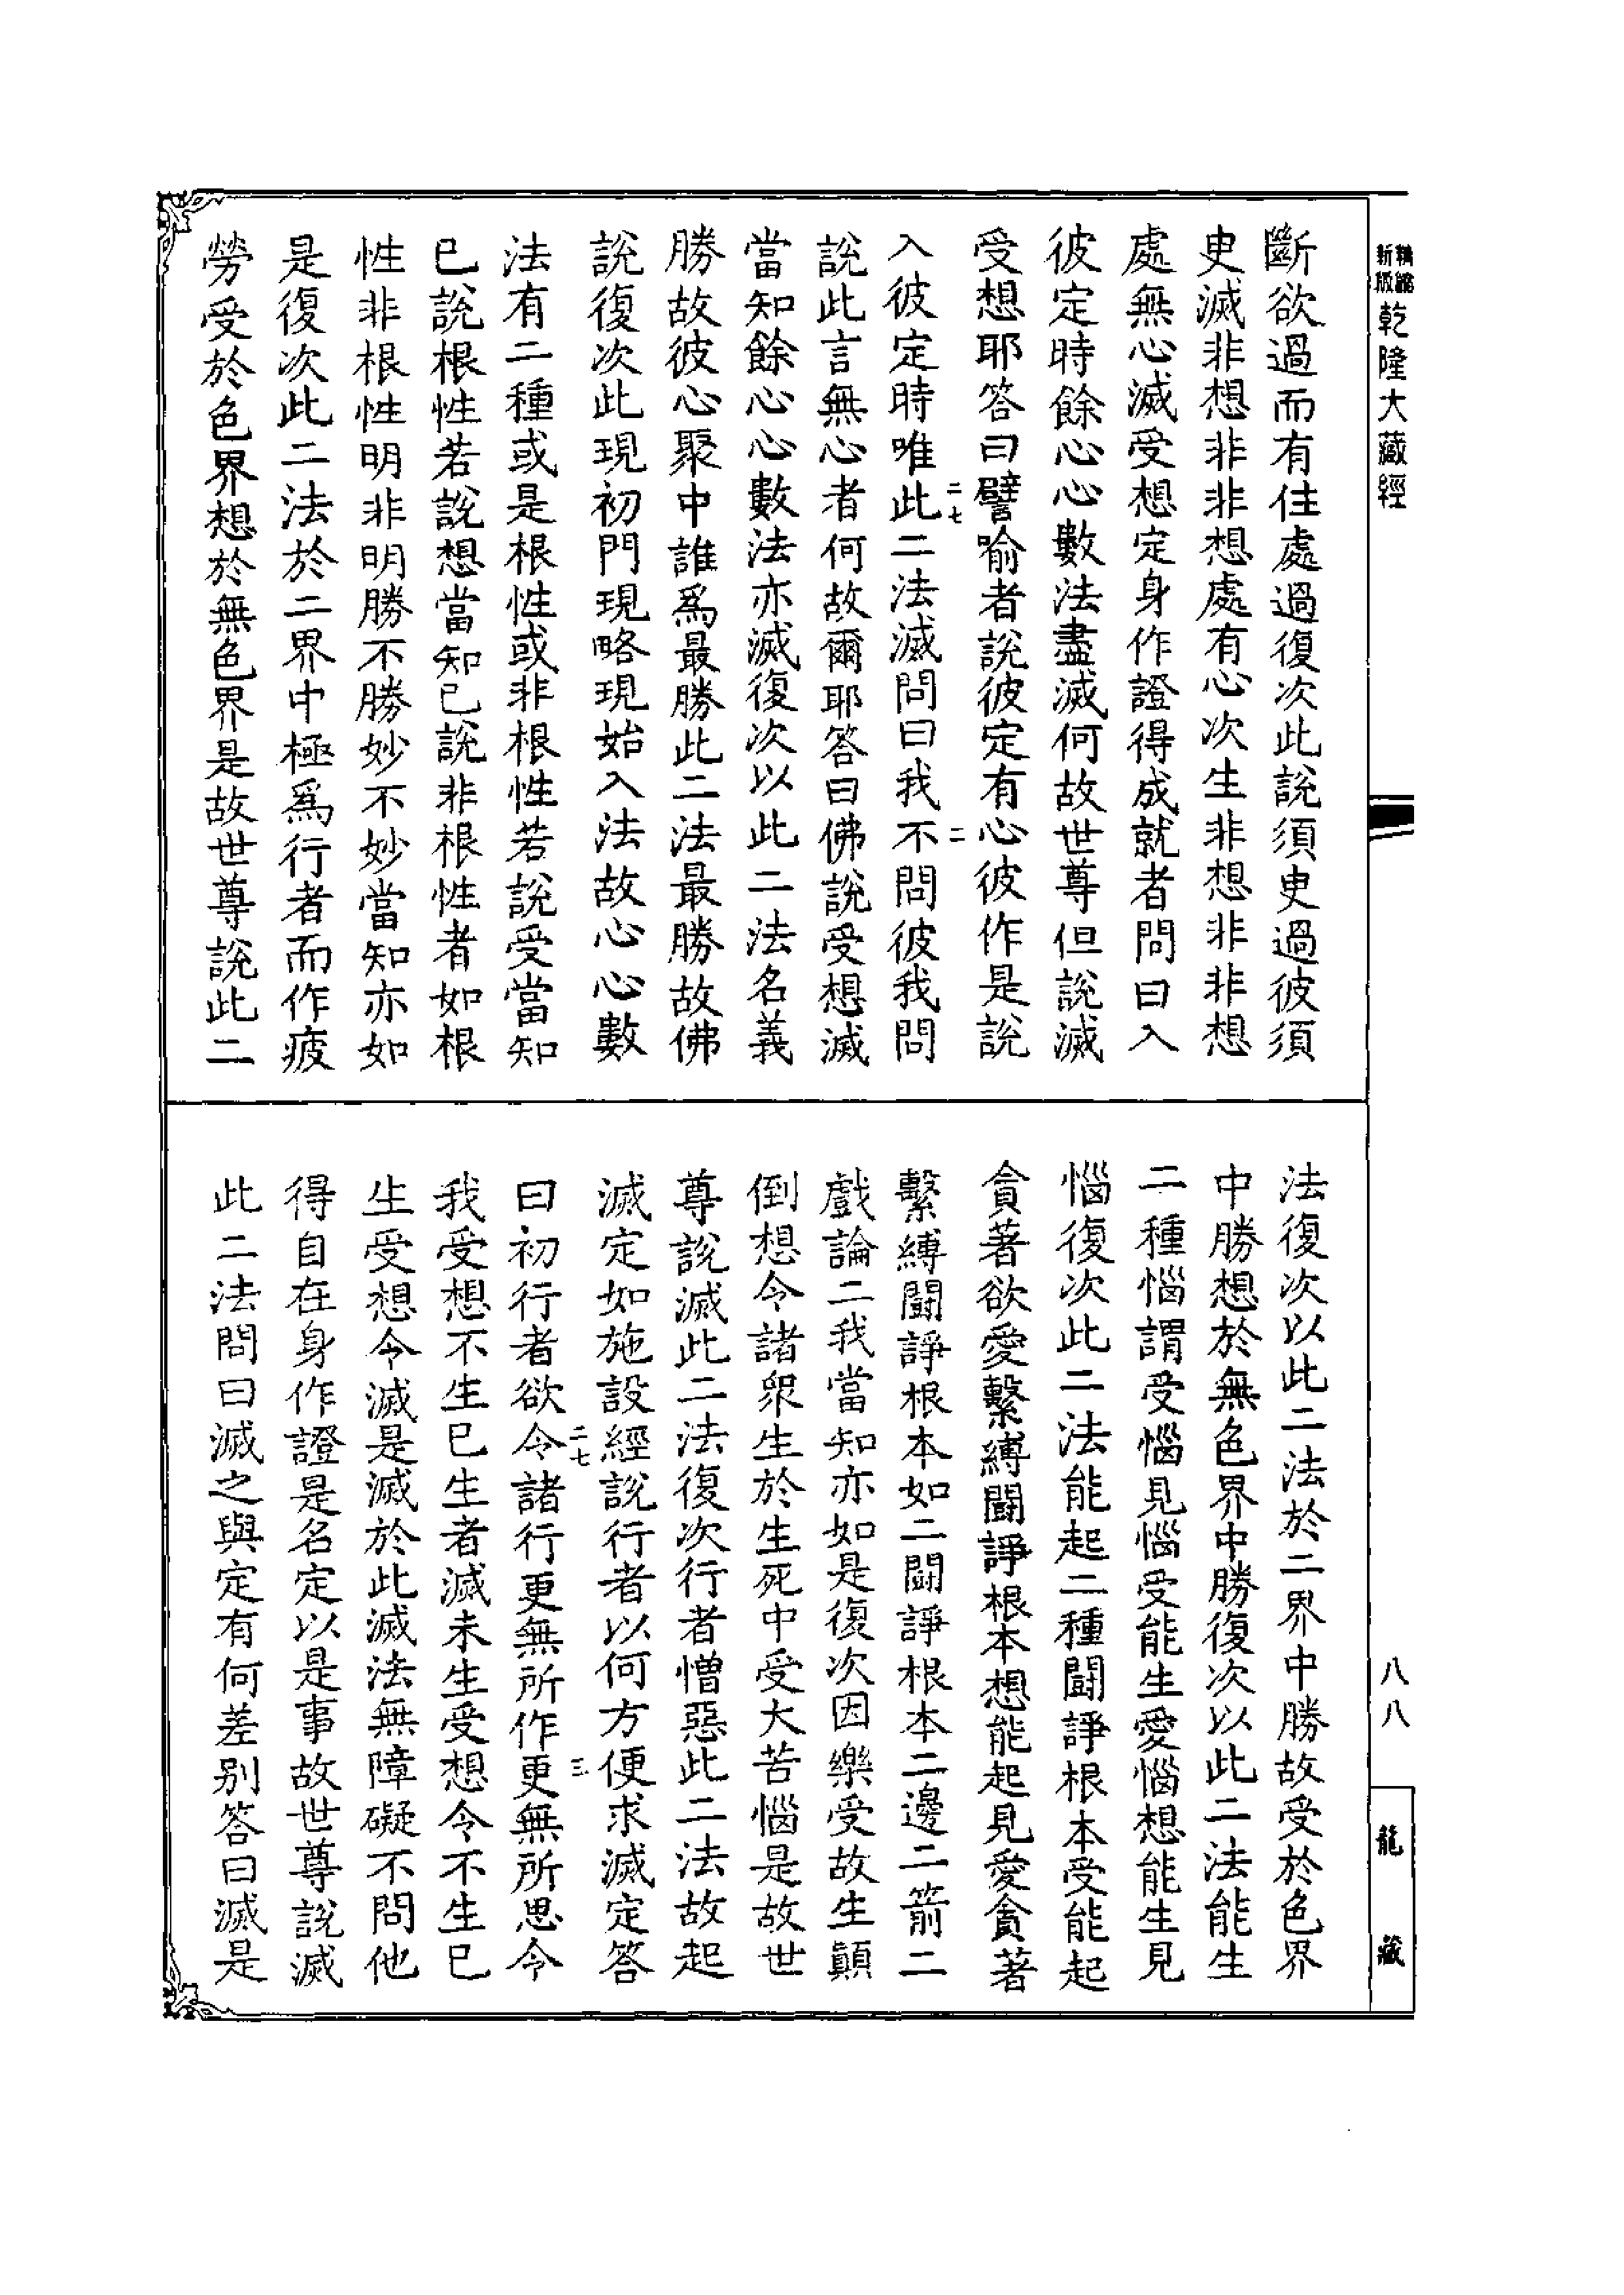 新版精縮乾隆大藏經
斷欲過而有住處過復次此說須臾過彼須
臾滅非想非非想處有心次生非想非非想
處無心滅受想定身作證得成就者問曰入
彼定時餘心心數法盡滅何故世尊但說滅
受想耶答曰譬喻者說彼定有心彼作是說
二七
二
入彼定時唯此二法滅問曰我不問彼我問
說此言無心者何故爾耶答曰佛說受想滅
當知餘心心數法亦滅復次以此二法名義
勝故彼心聚中誰為最勝此二法最勝故佛
說復次此現初門現略現始入法故心心數
法有二種或是根性或非根性若說受當知
已說根性若說想當知已說非根性者如根
性非根性明非明勝不勝妙不妙當知亦如
是復次此二法於二界中極為行者而作疲
勞受於色界想於無色界是故世尊說此二
法復次以此二法於二界中勝故受於色界
中勝想於無色界中勝復次以此二法能生
二種惱謂受惱見惱受能生愛惱想能生見
惱復次此二法能起二種鬪諍根本受能起
貪著欲愛繫縛鬪諍根本想能起見愛貪著
繫縛鬪諍根本如二鬪諍根本二邊二箭二
戲論二我當知亦如是復次因樂受故生顛
倒想令諸眾生於生死中受大苦惱是故世
尊說滅此二法復次行者憎惡此二法故起
滅定如施設經說行者以何方便求滅定答
二七
三
曰初行者欲令諸行更無所作更無所思令
我受想不生已生者滅未生受想令不生已
生受想令滅是滅於此滅法無障礙不問他
得自在身作證是名定以是事故世尊說滅
此二法問曰滅之與定有何差別答曰滅是
八八
龍藏